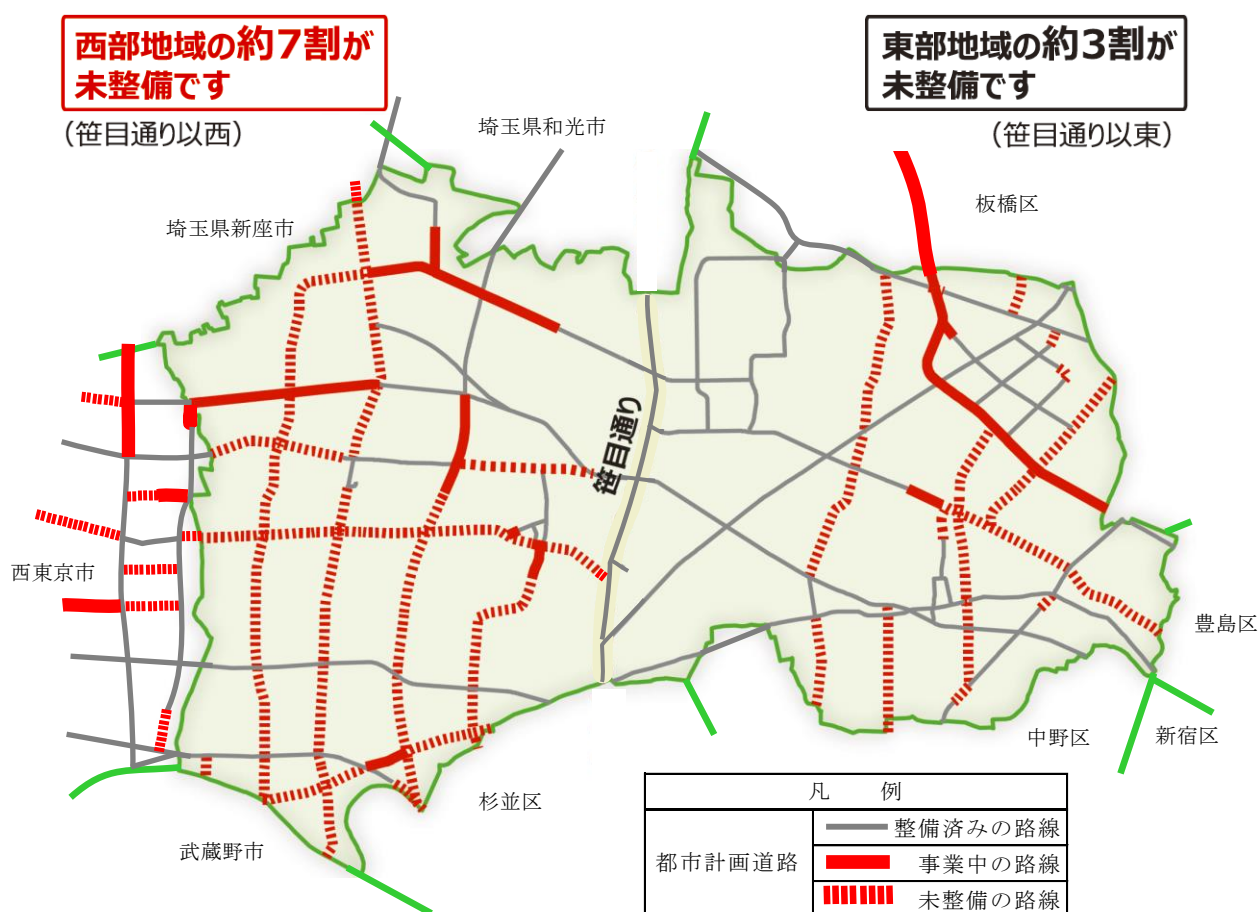 西部地域の約7割が
未整備です
(笹目通り以西)
東部地域の約3割が
未整備です
(笹目通り以東)
埼玉県和光市
板橋区
埼玉県新座市
笹目通り
西東京市
豊島区
中野区
新宿区
杉並区
武蔵野市
凡 例
都市計画道路
整備済みの路線
事業中の路線
未整備の路線